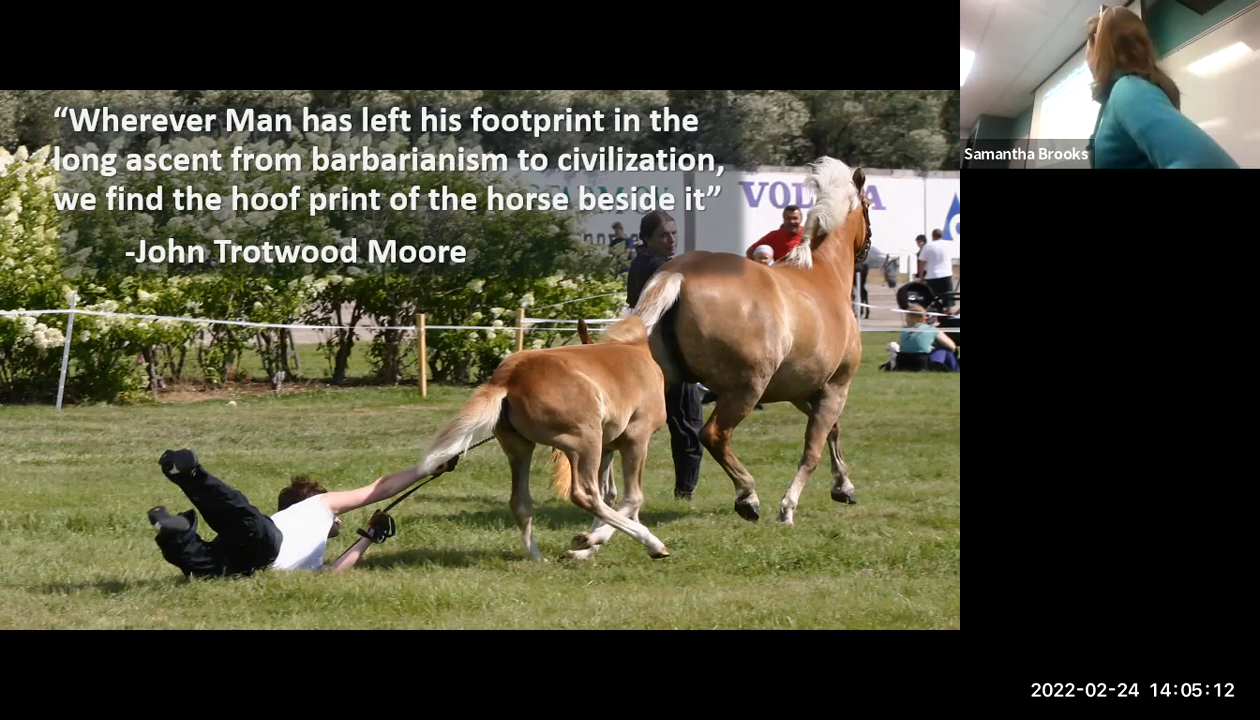 “Wherever Man has left his footprint in the
long ascent from barbarianism to civilization,
we find the hoof print of the horse beside it”
-John Trotwood Moore
Samantha Brooks
2022-02-24 14:05:12